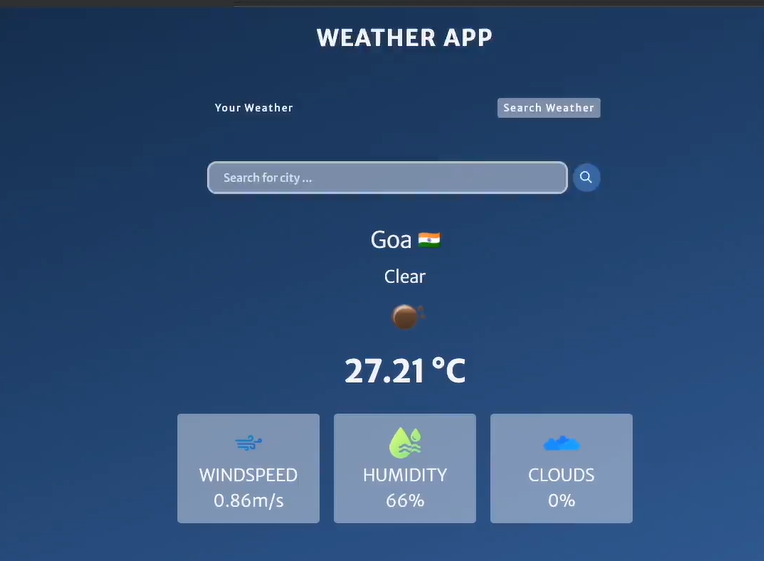 WEATHER APP
Your Weather
Search Weather
Search for city ...
Goa
Clear
27.21 °C
WINDSPEED
0.86m/s
HUMIDITY
66%
CLOUDS
0%